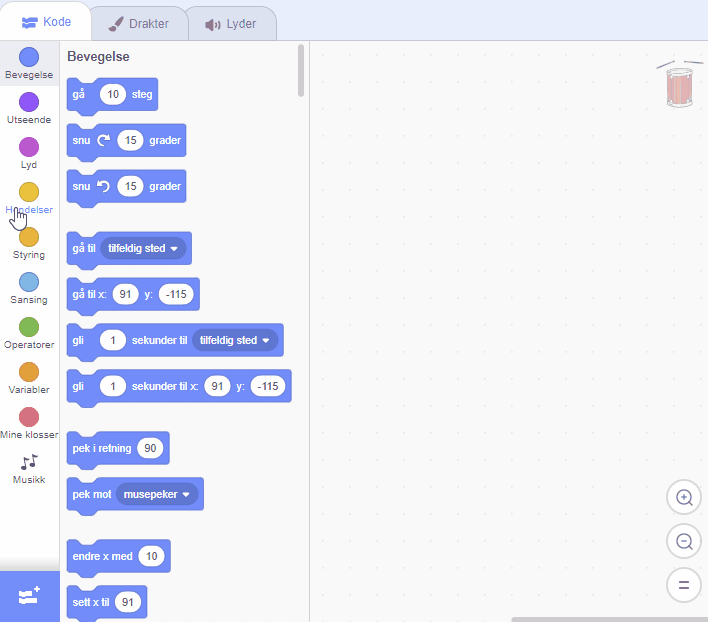 Kode
Drakter
Lyder
Bevegelse
Utseende
Lyd
Hendelser
Styring
Sansing
Operatorer
Variabler
Mine klosser
Musikk
Bevegelse
gå 10 steg
snu 15 grader
snu 15 grader
gå til tilfeldig sted
gå til x: 91 y: -115
gli 1 sekunder til tilfeldig sted
gli 1 sekunder til x: 91 y: -115
pek i retning 90
pek mot musepeker
endre x med 10
sett x til 91